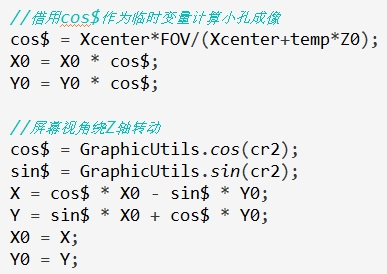 //借用cos$作为临时变量计算小孔成像
cos$ = Xcenter*FOV/(Xcenter+temp*Z0);
X0 = X0 * cos$;
Y0 = Y0 * cos$;
//屏幕视角绕Z轴转动
cos$ = GraphicUtils.cos(cr2);
sin$ = GraphicUtils.sin(cr2);
X = cos$ * X0 - sin$ * Y0;
Y = sin$ * X0 + cos$ * Y0;
X0 = X;
Y0 = Y;